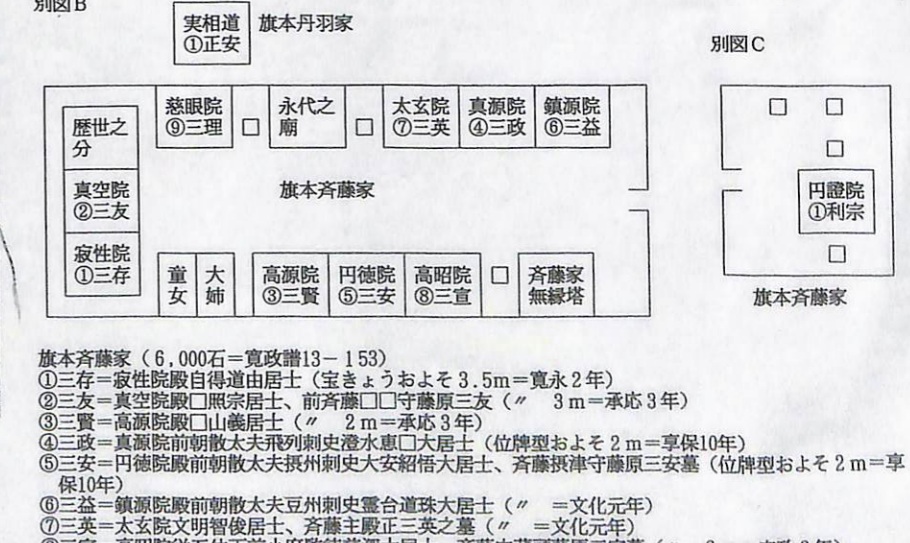 別図B
実相道
①正安
旗本丹羽家
別図C
歴世之
分
慈眼院
⑨三理
□
永代之
廟
□
太玄院
⑦三英
真源院
④三政
鎮源院
⑥三益
真空院
②三友
旗本斉藤家
寂性院
①三存
童
女
大
姉
高源院
③三賢
円徳院
⑤三安
高昭院
⑧三宣
□
斉藤家
無縁塔
□ □
□
円證院
①利宗
□
旗本斉藤家
旗本斉藤家(6,000石=寛政譜13-153)
①三存=寂性院殿自得道由居士(宝きょうおよそ3.5m=寛永2年)
②三友=真空院殿□照宗居士、前斉藤□□守藤原三友(〃 3m=承応3年)
③三賢=高源院殿□山義居士(〃 2m=承応3年)
④三政=真源院前朝散太夫飛列刺史澄水恵□大居士(位牌型およそ2m=享保10年)
⑤三安=円徳院殿前朝散太夫摂州刺史大安紹悟大居士、斉藤摂津守藤原三安墓(位牌型およそ2m=享
保10年)
⑥三益=鎮源院殿前朝散太夫豆州刺史霊台道珠大居士(〃 =文化元年)
⑦三英=太玄院文明智俊居士、斉藤主殿正三英之墓(〃 =文化元年)